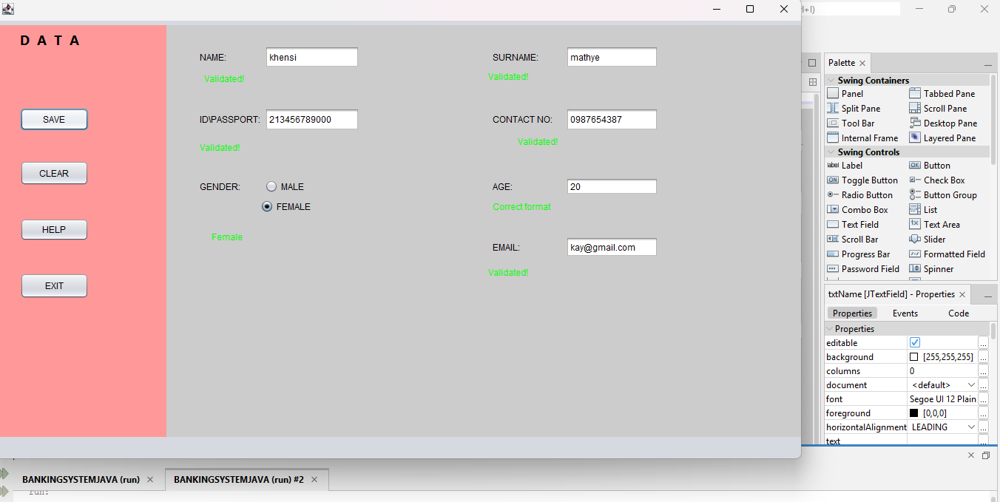 l+I)
D A T A
NAME:
khensi
SURNAME:
mathye
Validated!
Validated!
SAVE
ID\PASSPORT:
213456789000
CONTACT NO:
0987654387
Validated!
Validated!
CLEAR
GENDER:
MALE
AGE:
20
FEMALE
Correct format
HELP
Female
EMAIL:
kay@gmail.com
Validated!
EXIT
Palette
Swing Containers
Panel
Tabbed Pane
Split Pane
Scroll Pane
Tool Bar
Desktop Pane
Internal Frame
Layered Pane
Swing Controls
label Label
OK Button
ON Toggle Button
Check Box
Radio Button
Button Group
Combo Box
List
Text Field
Text Area
Scroll Bar
Slider
Progress Bar
Formatted Field
Password Field
Spinner
txtName [JTextField] - Properties
Properties
Events
Code
Properties
editable
...
background
[255,255,255]
...
columns
0
...
document
<default>
...
font
Segoe UI 12 Plain
...
foreground
[0,0,0]
...
horizontalAlignment
LEADING
...
text
...
BANKINGSYSTEMJAVA (run)
BANKINGSYSTEMJAVA (run) #2
run: